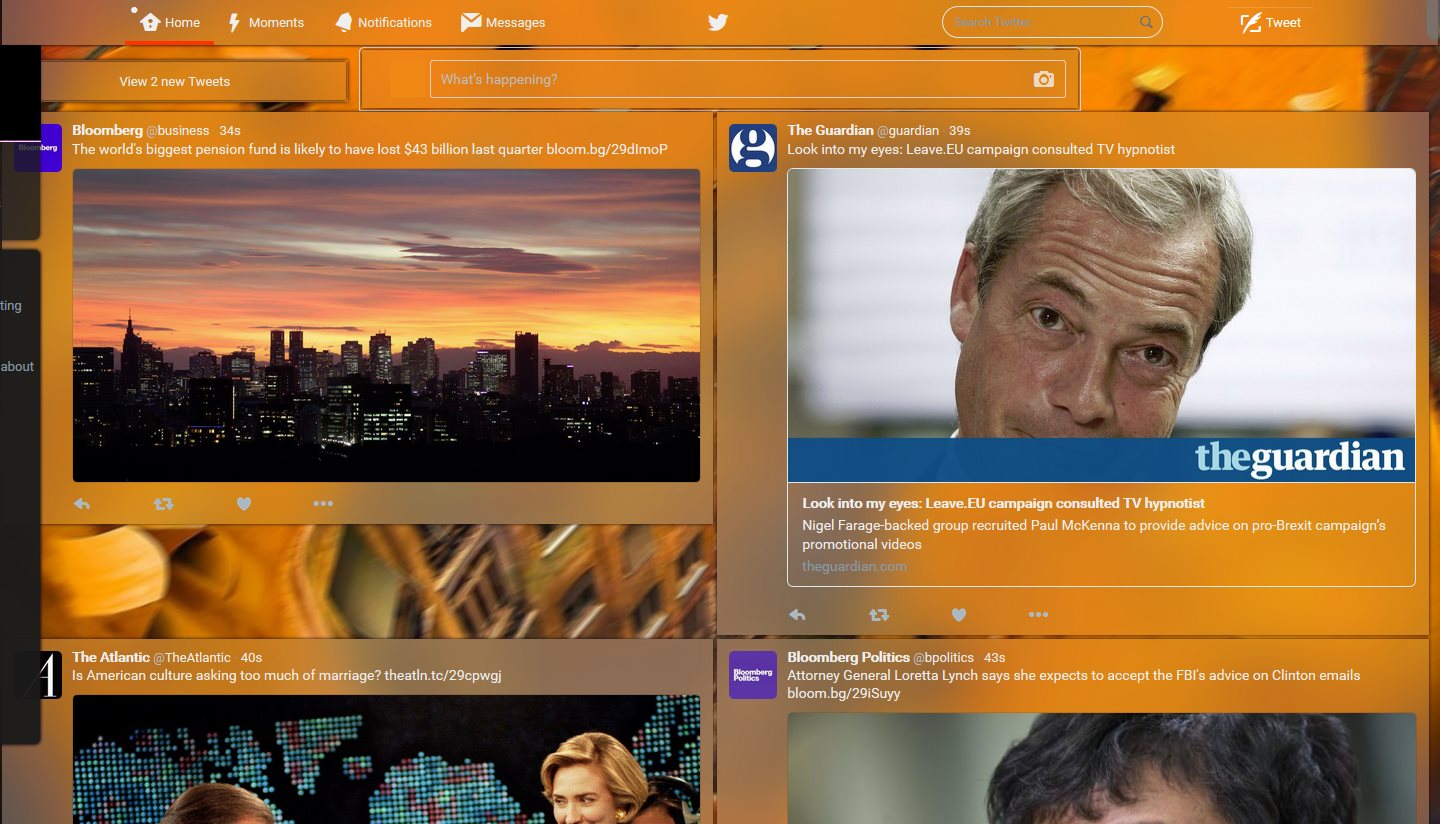 Home
Moments
Notifications
Messages
Search Twitter
Tweet
View 2 new Tweets
What's happening?
Bloomberg @business · 34s
The world's biggest pension fund is likely to have lost $43 billion last quarter bloom.bg/29dImoP
Bloomberg
ting
about
The Guardian @guardian · 39s
Look into my eyes: Leave.EU campaign consulted TV hypnotist
g
theguardian
Look into my eyes: Leave.EU campaign consulted TV hypnotist
Nigel Farage-backed group recruited Paul McKenna to provide advice on pro-Brexit campaign's
promotional videos
theguardian.com
The Atlantic @TheAtlantic · 40s
Is American culture asking too much of marriage? theatln.tc/29cpwgj
A
Bloomberg Politics @bpolitics · 43s
Attorney General Loretta Lynch says she expects to accept the FBI's advice on Clinton emails
bloom.bg/29iSuyy
Bloomberg
Politics